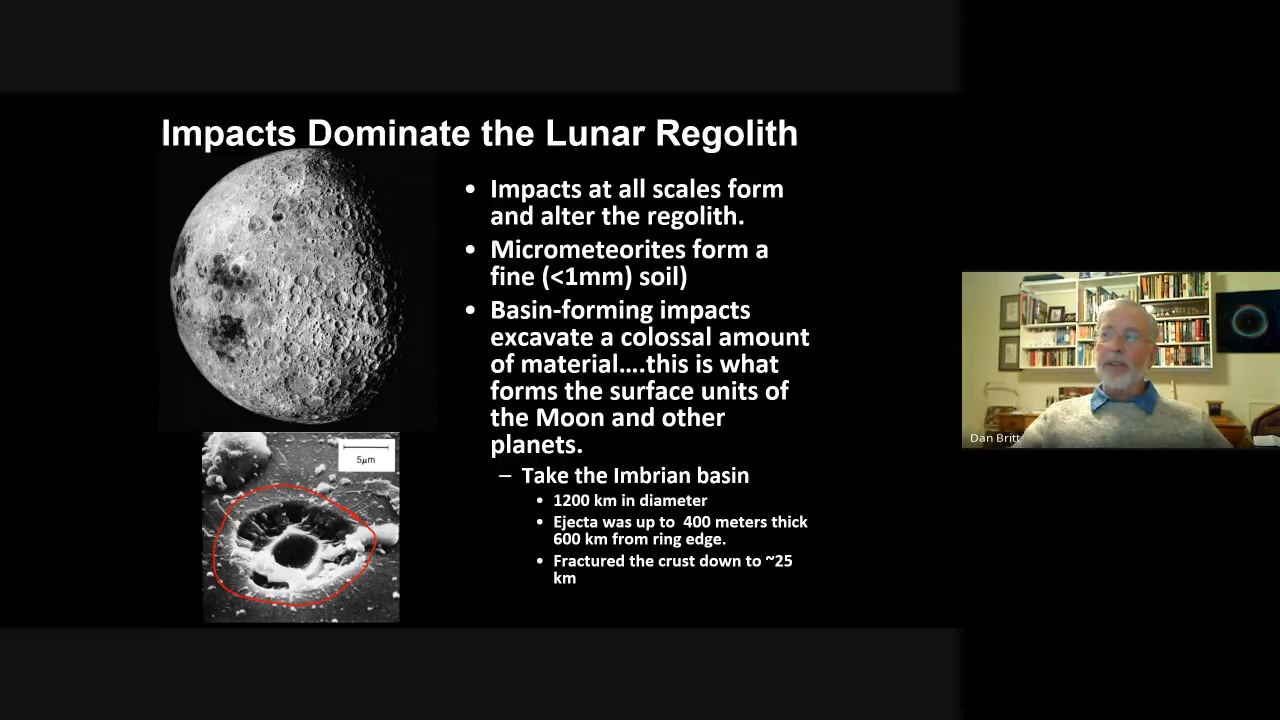 Impacts Dominate the Lunar Regolith
• Impacts at all scales form
and alter the regolith.
• Micrometeorites form a
fine (<1mm) soil)
• Basin-forming impacts
excavate a colossal amount
of material....this is what
forms the surface units of
the Moon and other
planets.
– Take the Imbrian basin
• 1200 km in diameter
• Ejecta was up to 400 meters thick
600 km from ring edge.
• Fractured the crust down to ~25
km
5μm
Dan Britt